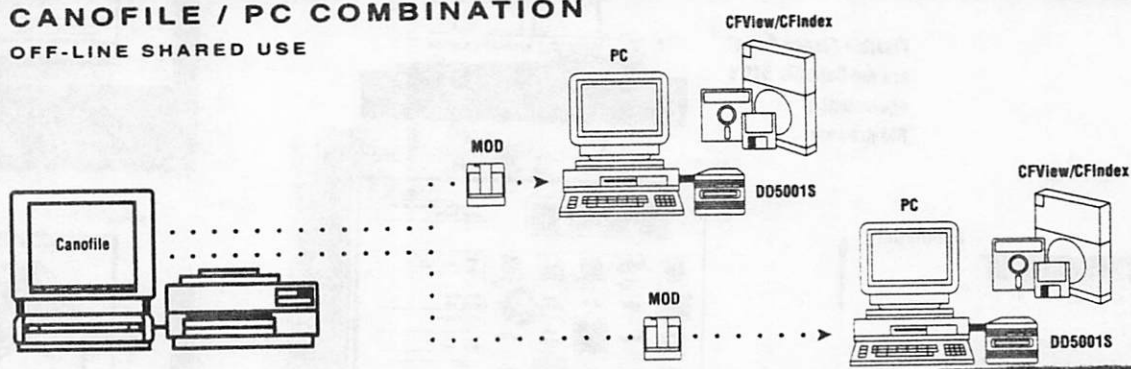 CANOFILE / PC COMBINATION
OFF-LINE SHARED USE
CFView/CFIndex
PC
MOD
DD5001S
CFView/CFIndex
Canofile
PC
MOD
DD5001S